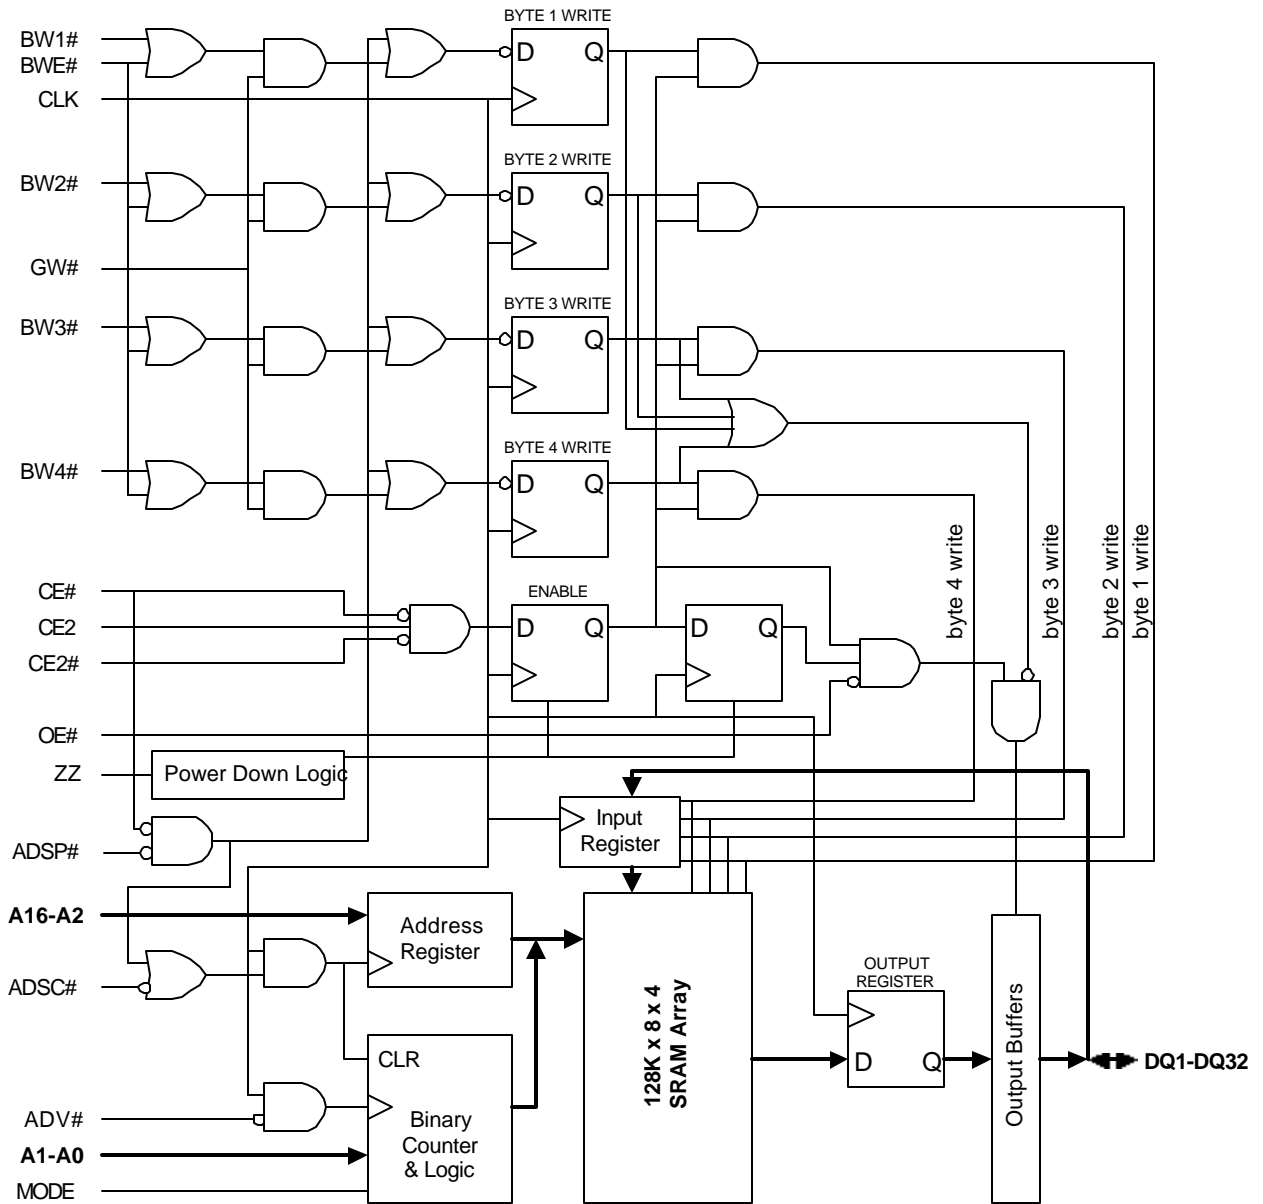 BYTE 1 WRITE
BW1#
BWE#
CLK
D
Q
BYTE 2 WRITE
BW2#
D
Q
GW#
BYTE 3 WRITE
BW3#
D
Q
BYTE 4 WRITE
BW4#
D
Q
byte 4 write
byte 3 write
byte 2 write
byte 1 write
CE#
CE2
CE2#
ENABLE
D
Q
D
Q
OE#
ZZ
Power Down Logic
Input
Register
ADSP#
A16-A2
Address
Register
ADSC#
CLR
Binary
Counter
& Logic
ADV#
A1-A0
MODE
128K x 8 x 4
SRAM Array
OUTPUT
REGISTER
D
Q
Output Buffers
DQ1-DQ32